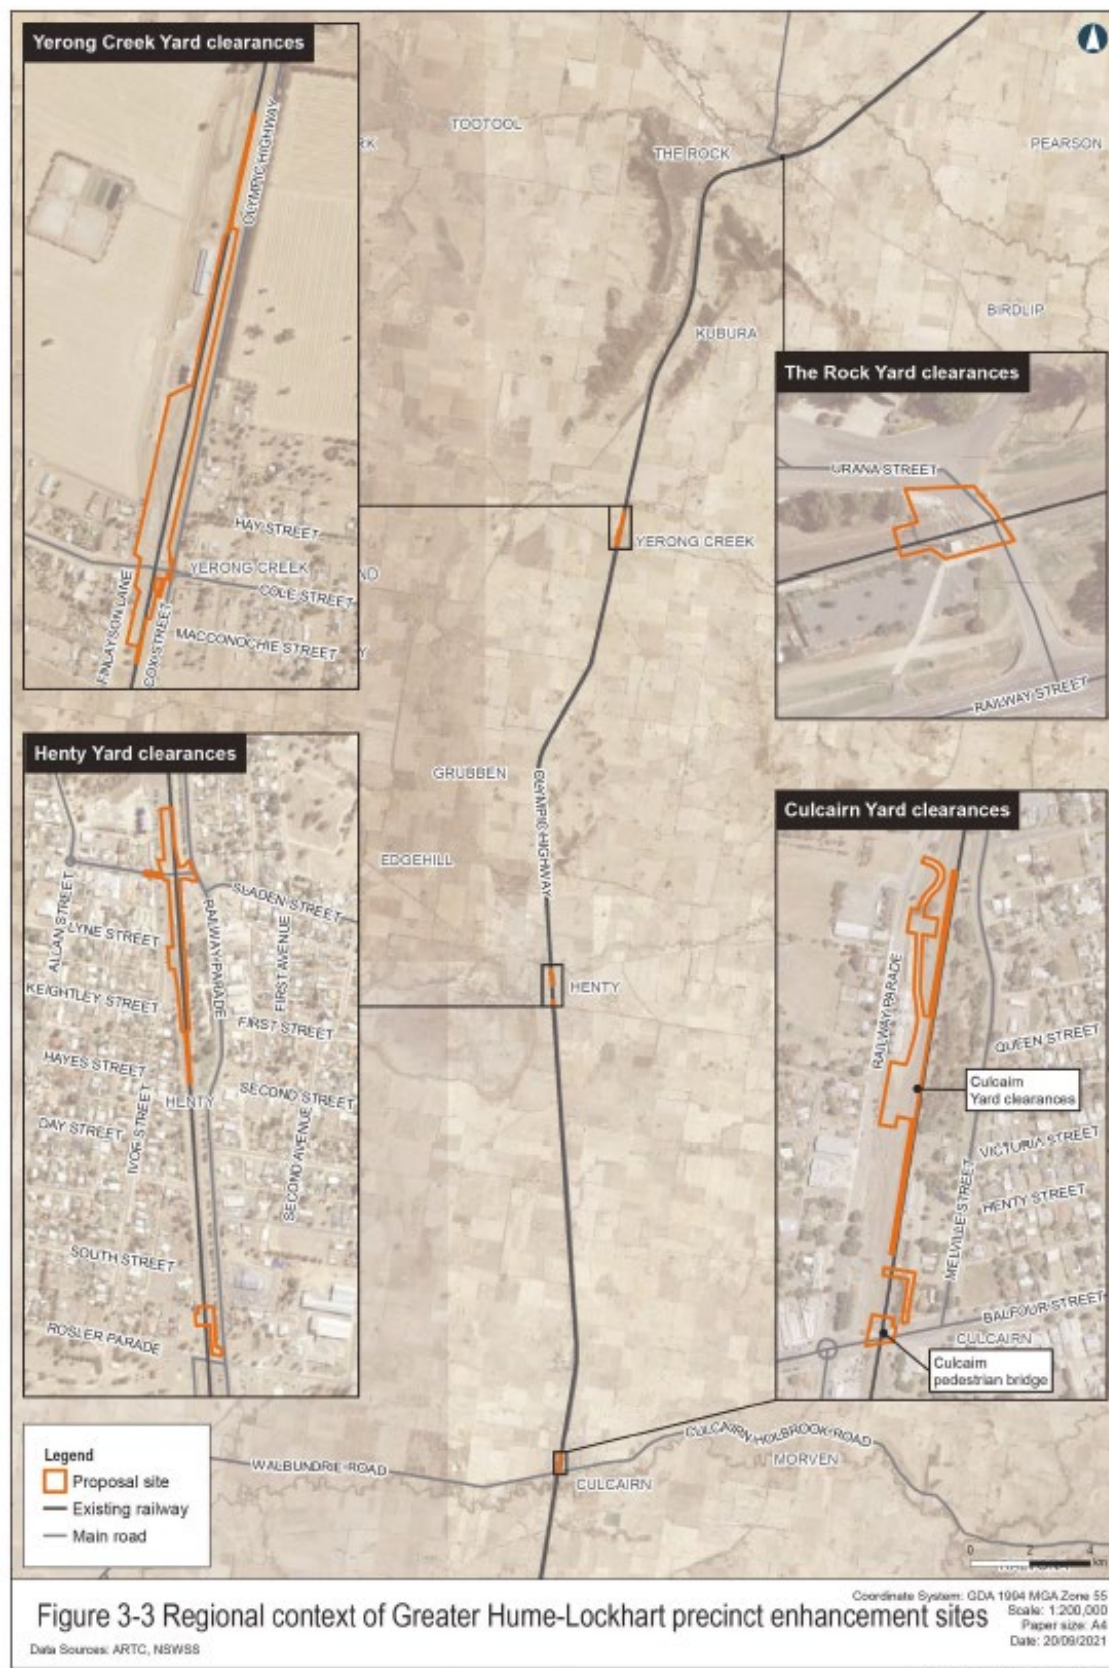 Yerong Creek Yard clearances
OLYMPIC HIGHWAY
HAY STREET
YERONG CREEK
COLE STREET
FINLAYSON LANE
COX STREET
MACCONOCHIE STREET
TOOTOOL
THE ROCK
PEARSON
BIRDLIP
KUBURA
The Rock Yard clearances
URANA STREET
RAILWAY STREET
YERONG CREEK
Henty Yard clearances
SLADEN STREET
ALLAN STREET
LYNE STREET
RAILWAY PARADE
FIRST AVENUE
KEIGHTLEY STREET
FIRST STREET
HAYES STREET
HENTY
SECOND STREET
DAY STREET
IVOR STREET
SECOND AVENUE
SOUTH STREET
ROSLER PARADE
GRUBBEN
OLYMPIC HIGHWAY
EDGEHILL
HENTY
Culcairn Yard clearances
RAILWAY PARADE
QUEEN STREET
Culcairn
Yard clearances
VICTORIA STREET
MELVILLE STREET
HENTY STREET
BALFOUR STREET
CULCAIRN
Culcairn
pedestrian bridge
Legend
Proposal site
Existing railway
Main road
WALBUNDRIE ROAD
CULCAIRN HOLBROOK ROAD
MORVEN
CULCAIRN
0 2 4
km
Figure 3-3 Regional context of Greater Hume-Lockhart precinct enhancement sites
Data Sources: ARTC, NSWSS
Coordinate System: GDA 1994 MGA Zone 55
Scale: 1:200,000
Paper size: A4
Date: 20/09/2021